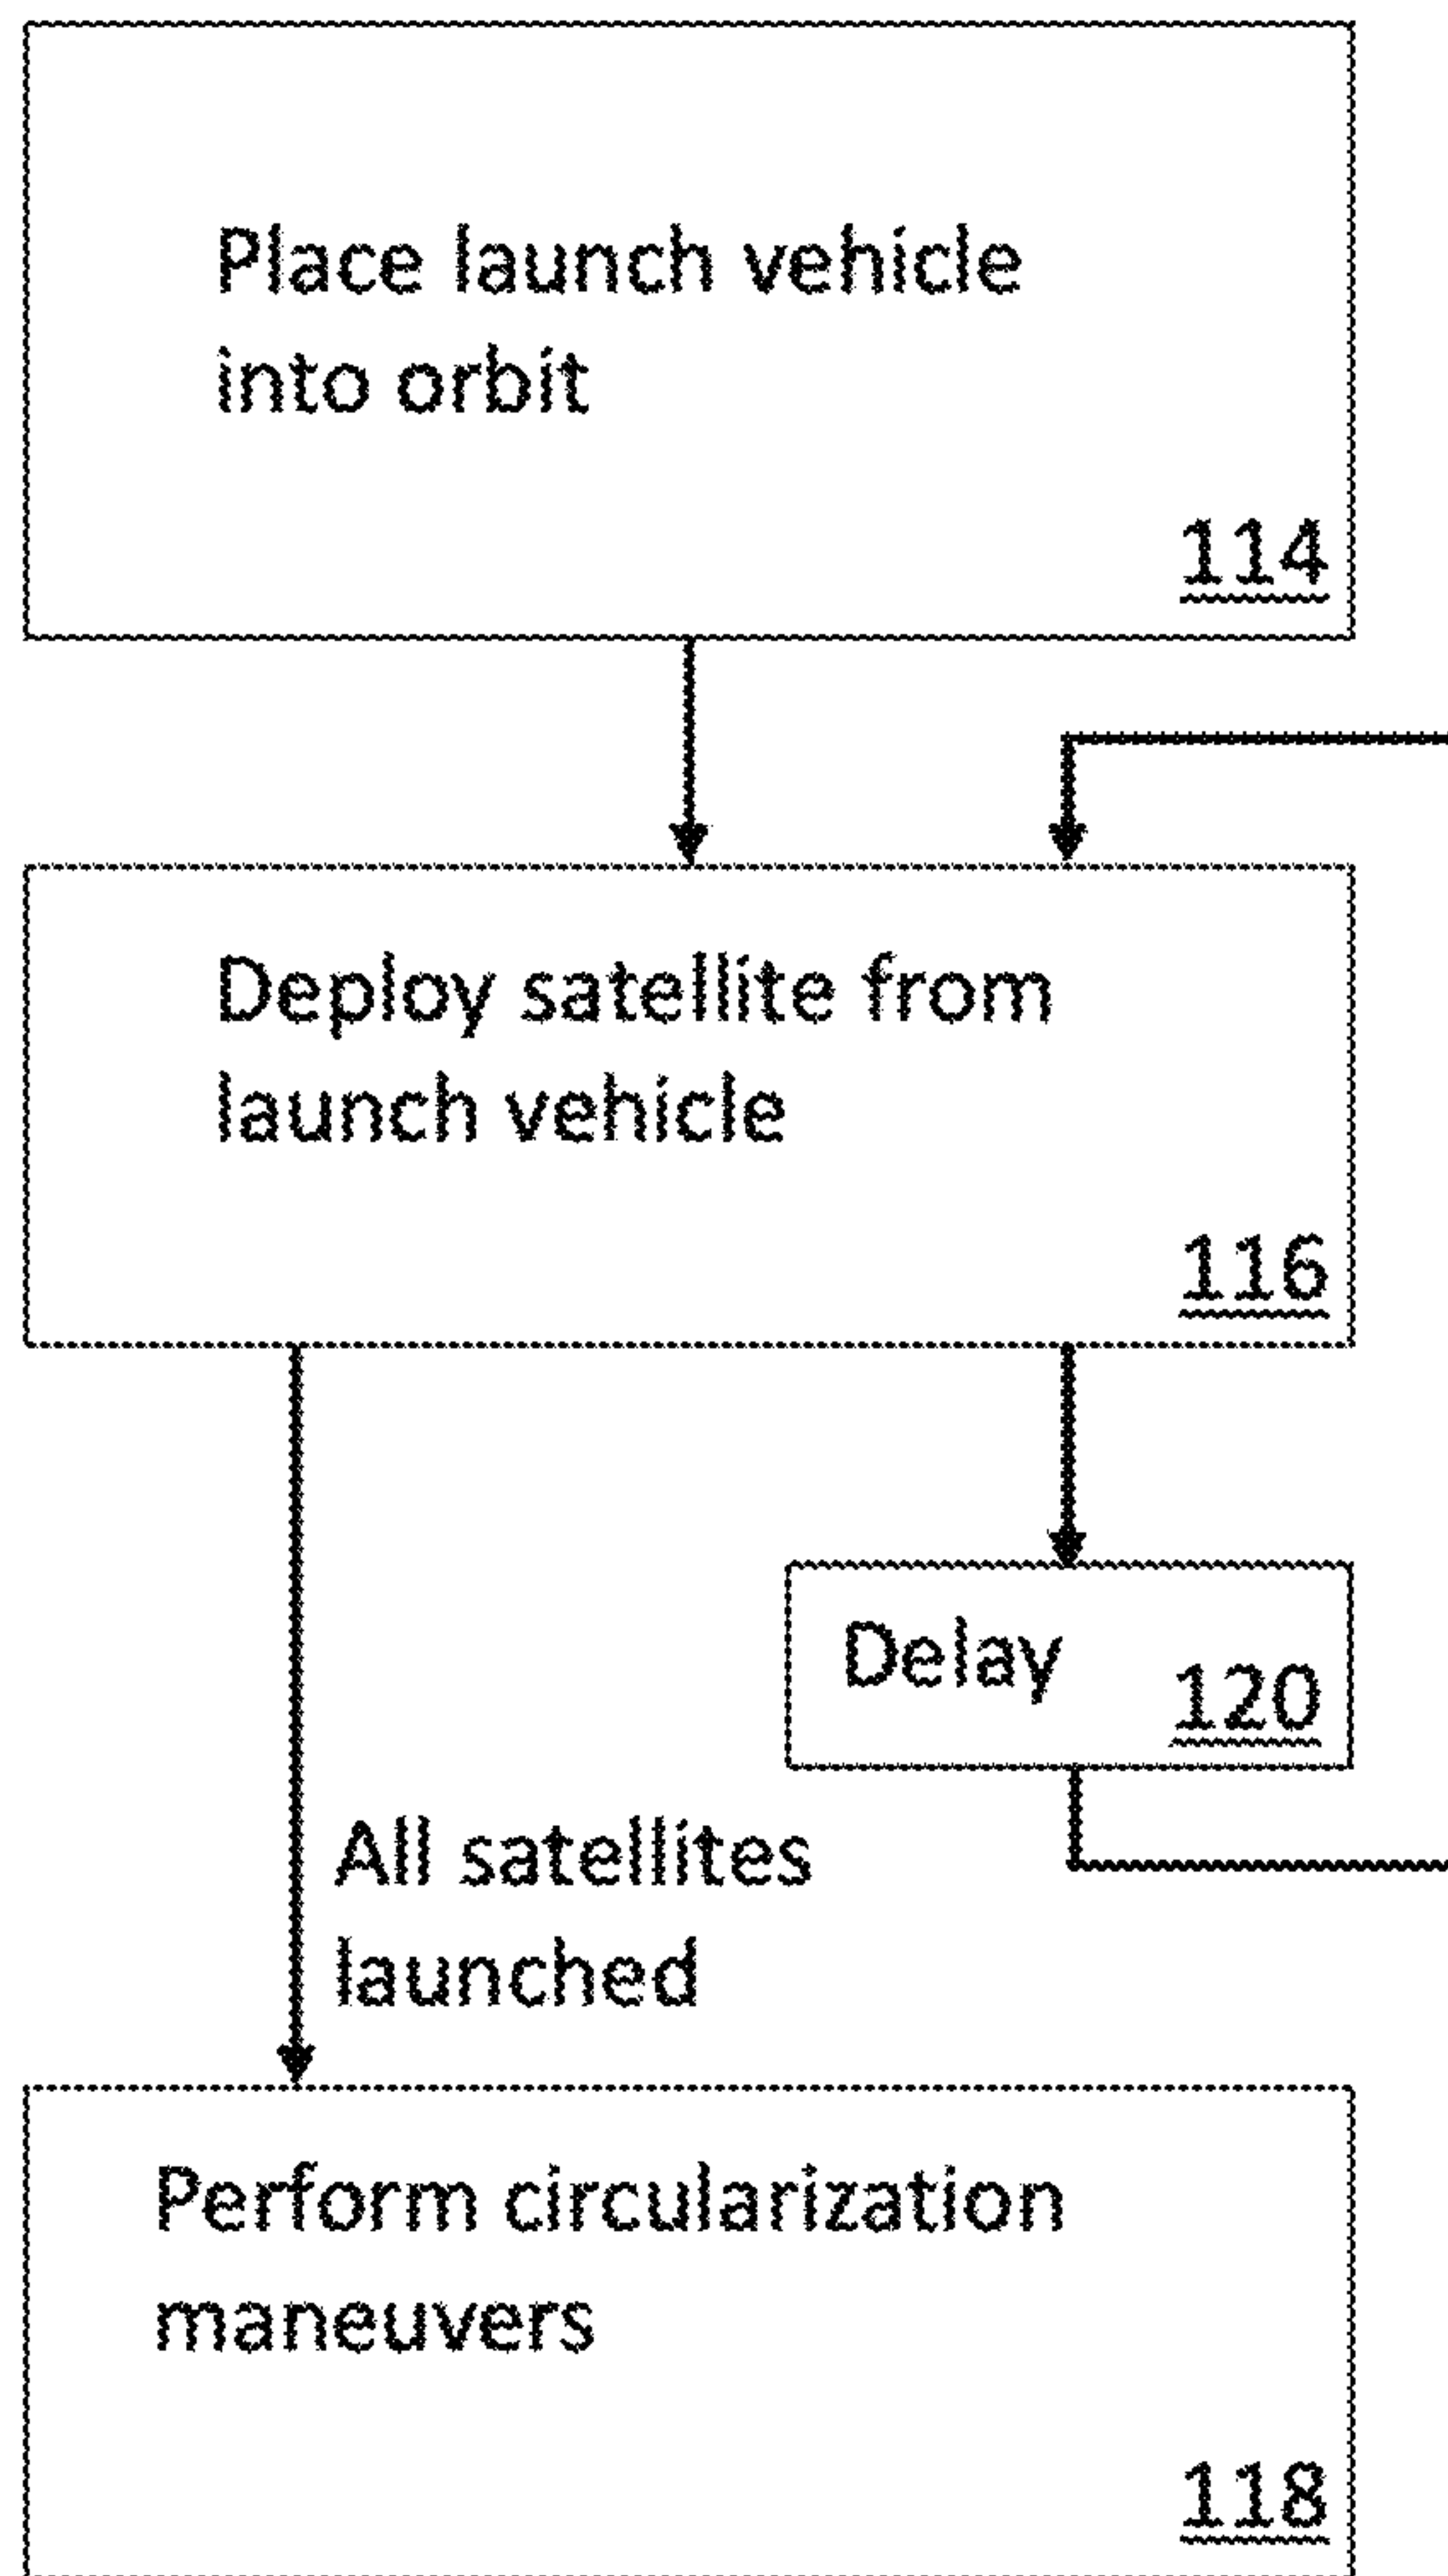 Place launch vehicle
into orbit
114
Deploy satellite from
launch vehicle
116
Delay
120
All satellites
launched
Perform circularization
maneuvers
118